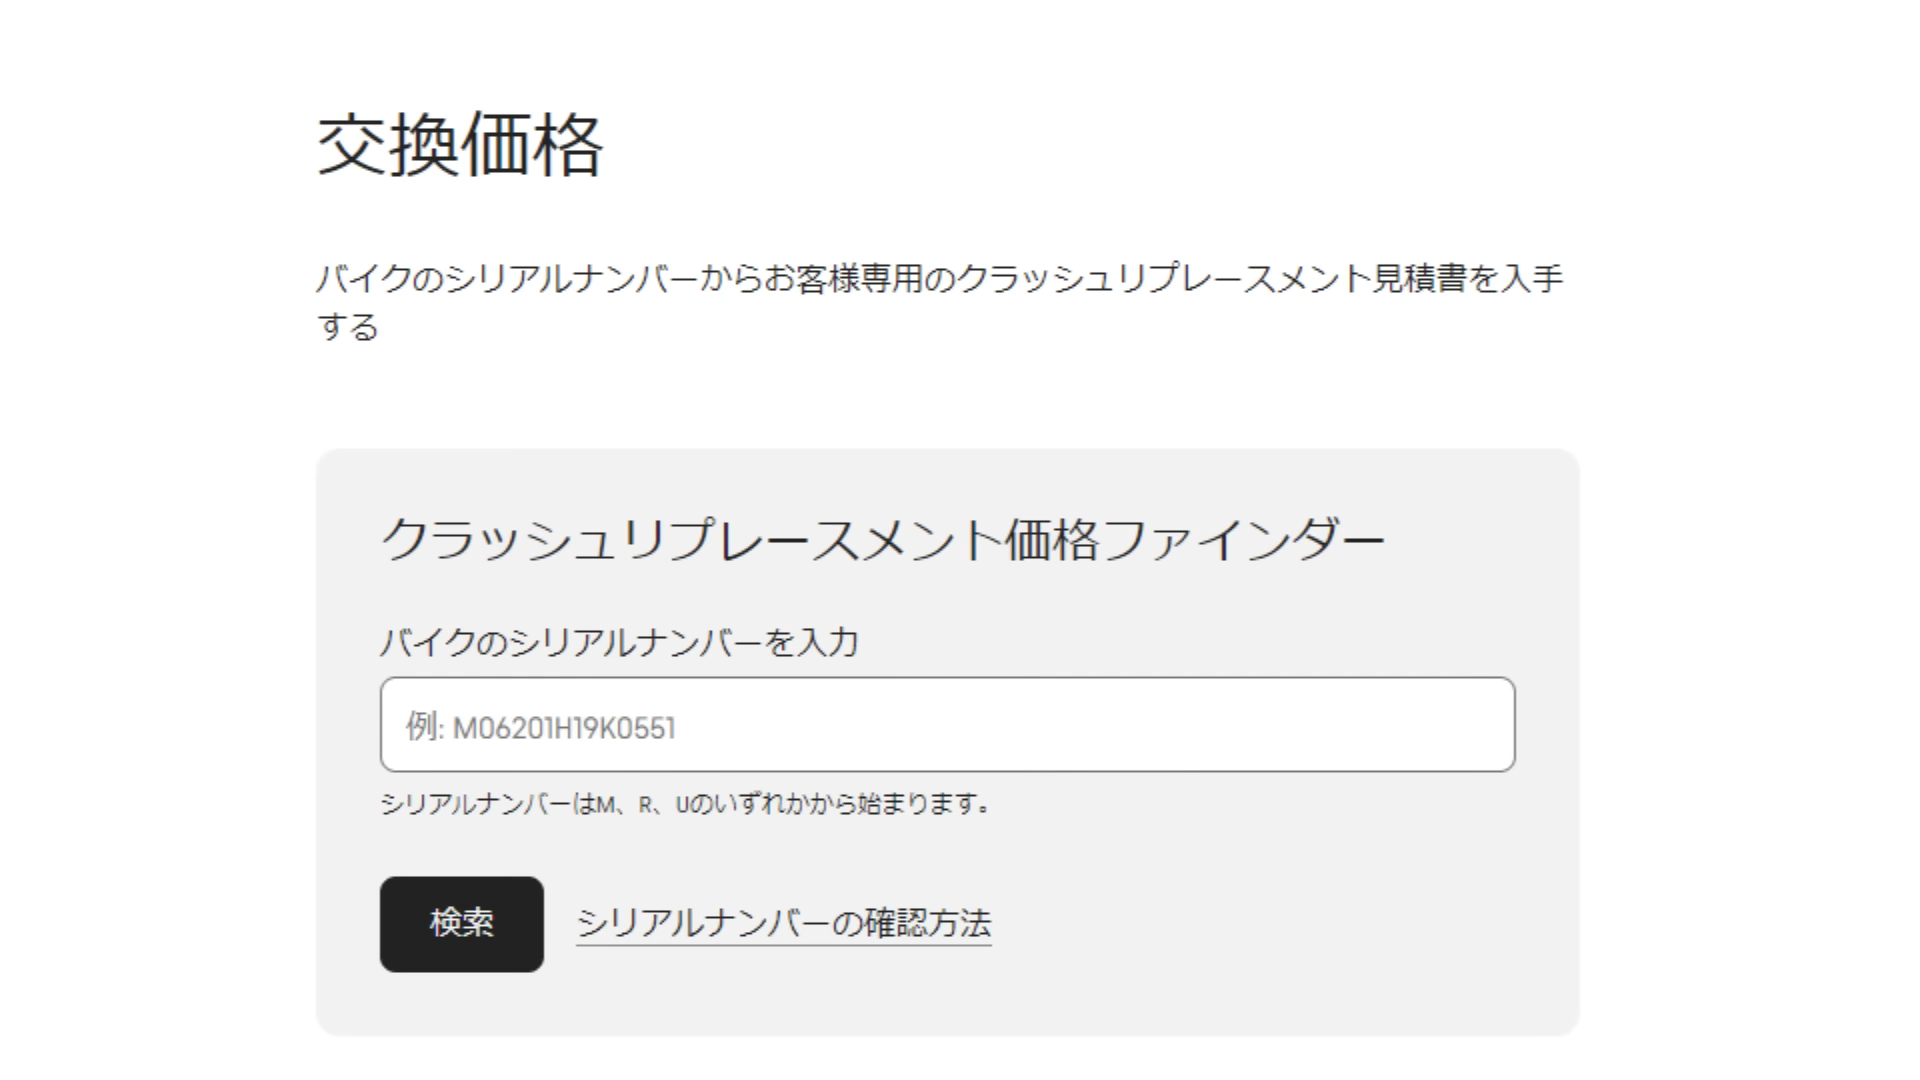 交換価格
バイクのシリアルナンバーからお客様専用のクラッシュリプレースメント見積書を入手
する
クラッシュリプレースメント価格ファインダー
バイクのシリアルナンバーを入力
例: M06201H19K0551
シリアルナンバーはM、R、Uのいずれかから始まります。
検索
シリアルナンバーの確認方法